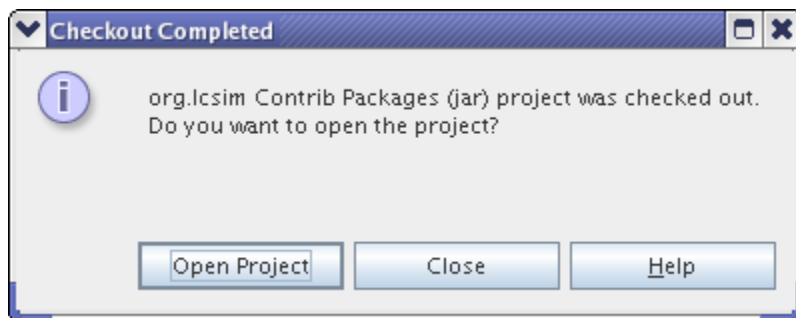 Checkout Completed
org.lcsim Contrib Packages (jar) project was checked out.
Do you want to open the project?
Open Project
Close
Help